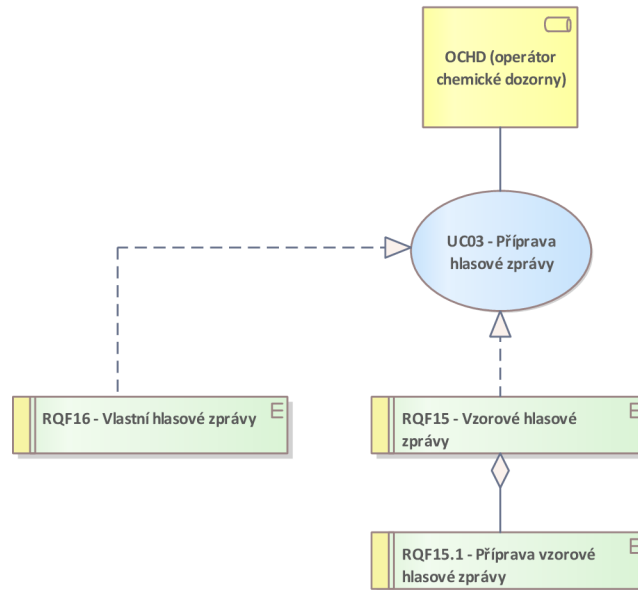 OCHD (operátor
chemické dozorny)
UC03 - Příprava
hlasové zprávy
RQF16 - Vlastní hlasové zprávy
RQF15 - Vzorové hlasové
zprávy
RQF15.1 - Příprava vzorové
hlasové zprávy